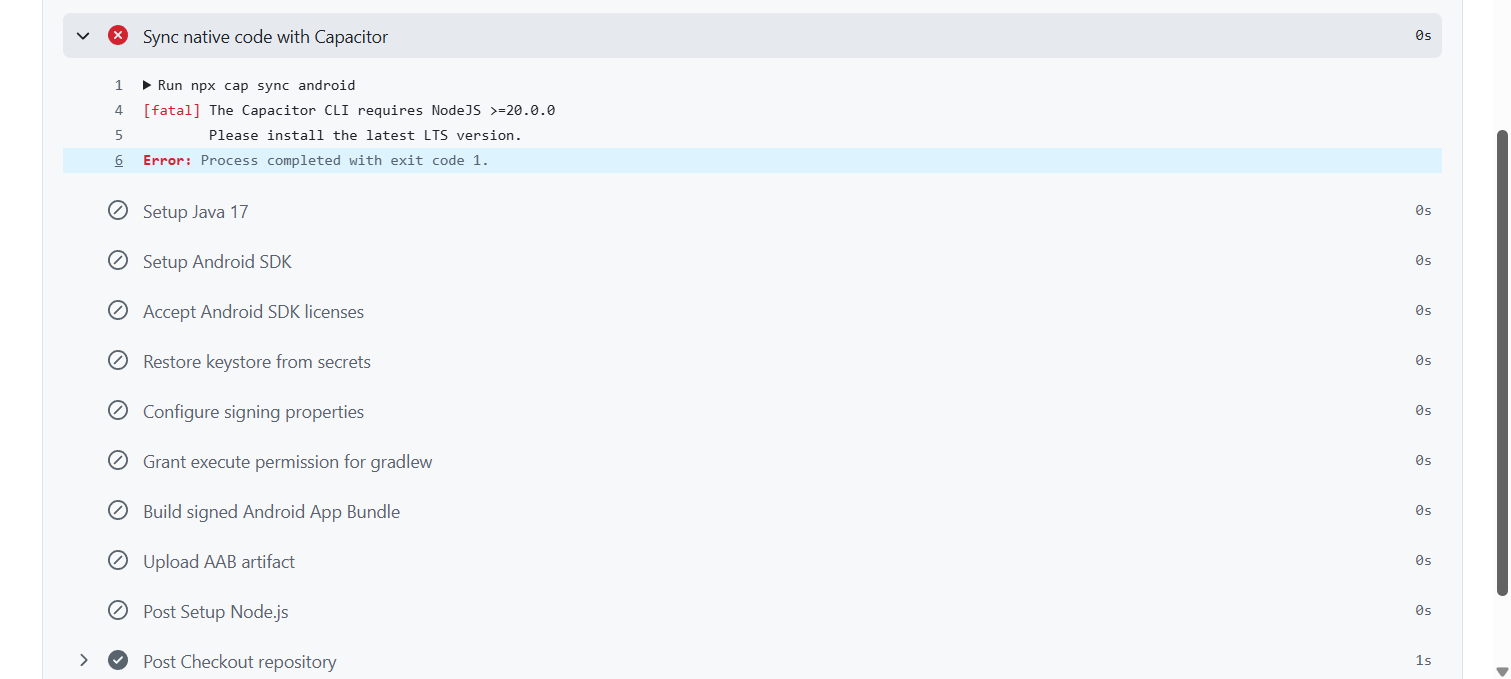 Sync native code with Capacitor 0s
1 ▶ Run npx cap sync android
4 [fatal] The Capacitor CLI requires NodeJS >=20.0.0
5 Please install the latest LTS version.
6 Error: Process completed with exit code 1.
Setup Java 17 0s
Setup Android SDK 0s
Accept Android SDK licenses 0s
Restore keystore from secrets 0s
Configure signing properties 0s
Grant execute permission for gradlew 0s
Build signed Android App Bundle 0s
Upload AAB artifact 0s
Post Setup Node.js 0s
Post Checkout repository 1s